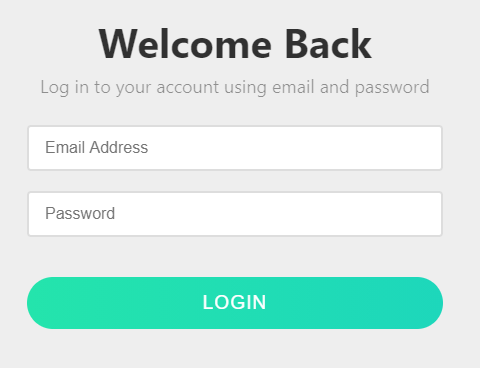 Welcome Back
Log in to your account using email and password
Email Address
Password
LOGIN